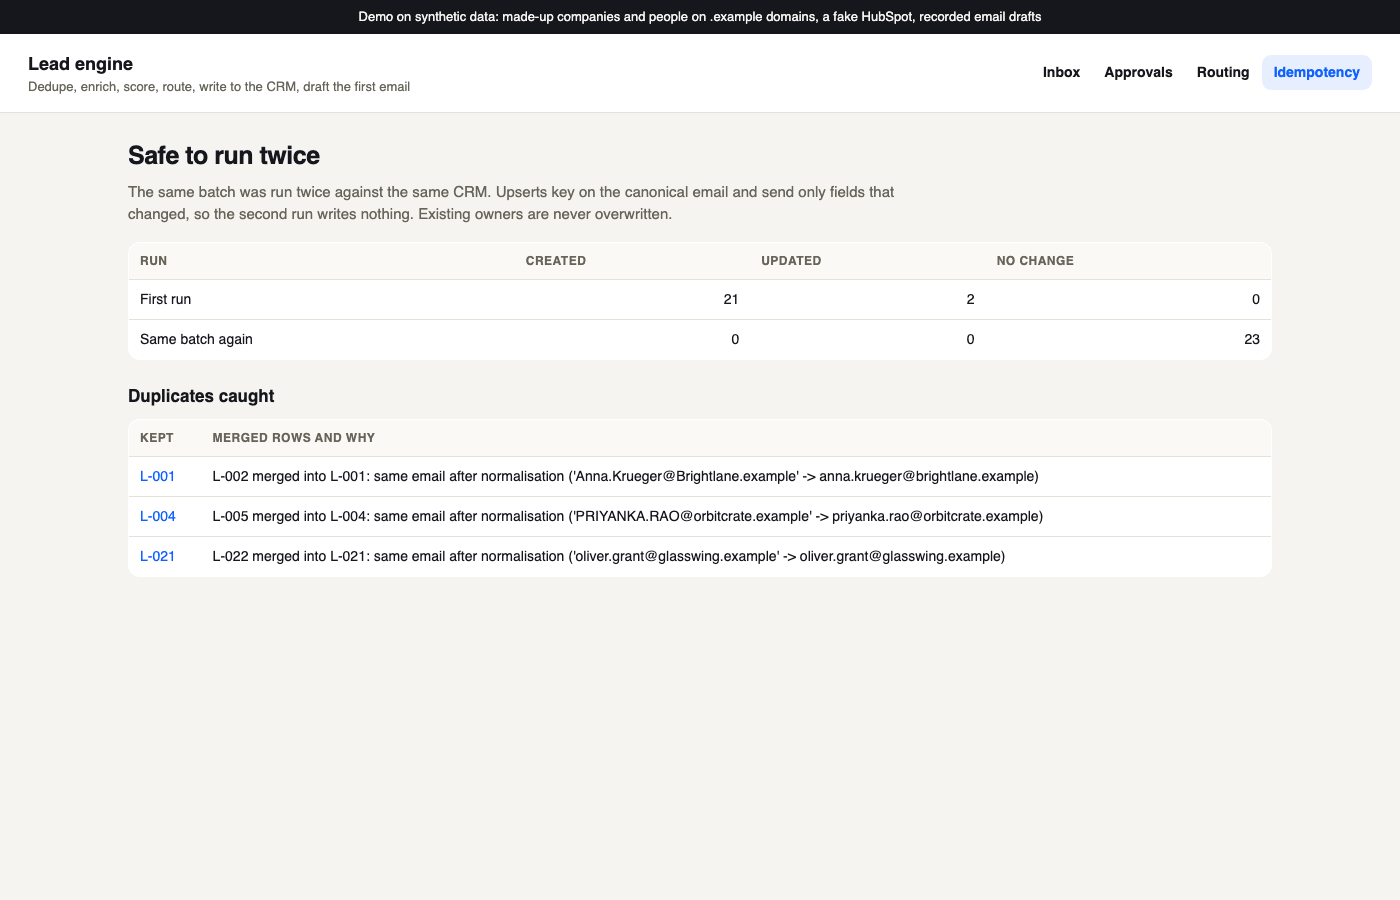 Demo on synthetic data: made-up companies and people on .example domains, a fake HubSpot, recorded email drafts
Lead engine
Dedupe, enrich, score, route, write to the CRM, draft the first email
Inbox Approvals Routing Idempotency
Safe to run twice
The same batch was run twice against the same CRM. Upserts key on the canonical email and send only fields that
changed, so the second run writes nothing. Existing owners are never overwritten.
RUN CREATED UPDATED NO CHANGE
First run 21 2 0
Same batch again 0 0 23
Duplicates caught
KEPT MERGED ROWS AND WHY
L-001 L-002 merged into L-001: same email after normalisation ('Anna.Krueger@Brightlane.example' -> anna.krueger@brightlane.example)
L-004 L-005 merged into L-004: same email after normalisation ('PRIYANKA.RAO@orbitcrate.example' -> priyanka.rao@orbitcrate.example)
L-021 L-022 merged into L-021: same email after normalisation ('oliver.grant@glasswing.example' -> oliver.grant@glasswing.example)